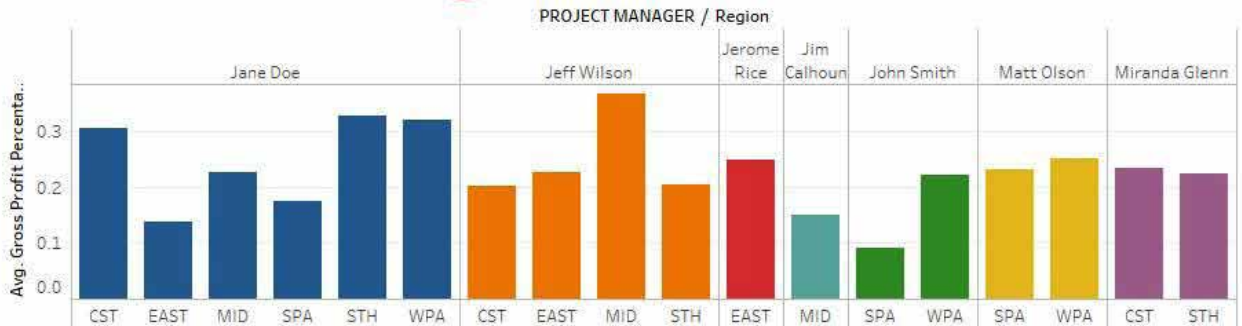 PROJECT MANAGER / Region
Jane Doe
Jeff Wilson
Jerome
Rice
Jim
Calhoun
John Smith
Matt Olson
Miranda Glenn
Avg. Gross Profit Percenta..
0.3
0.2
0.1
0.0
CST EAST MID SPA STH WPA CST EAST MID STH EAST MID SPA WPA SPA WPA CST STH